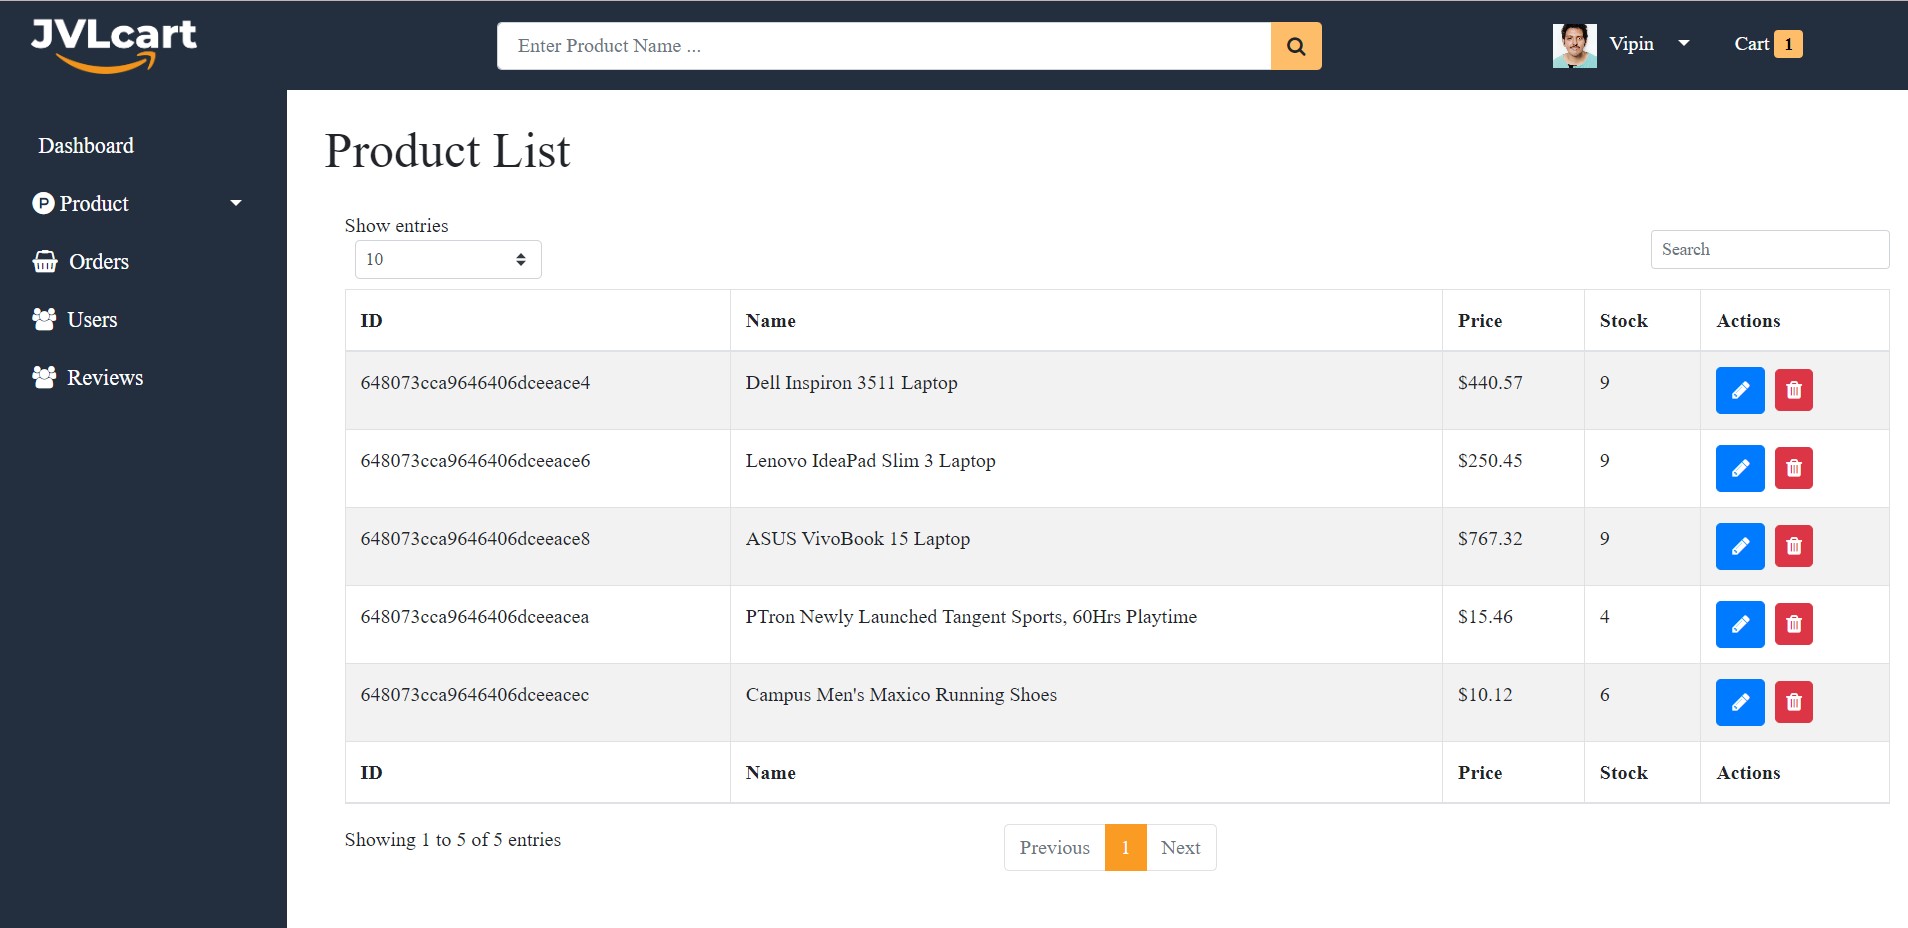 JVLcart
Enter Product Name ...
Vipin
Cart 1
Dashboard
P Product
Orders
Users
Reviews
Product List
Show entries
10
Search
ID Name Price Stock Actions
648073cca9646406dceeace4 Dell Inspiron 3511 Laptop $440.57 9
648073cca9646406dceeace6 Lenovo IdeaPad Slim 3 Laptop $250.45 9
648073cca9646406dceeace8 ASUS VivoBook 15 Laptop $767.32 9
648073cca9646406dceeacea PTron Newly Launched Tangent Sports, 60Hrs Playtime $15.46 4
648073cca9646406dceeacec Campus Men's Maxico Running Shoes $10.12 6
ID Name Price Stock Actions
Showing 1 to 5 of 5 entries
Previous 1 Next